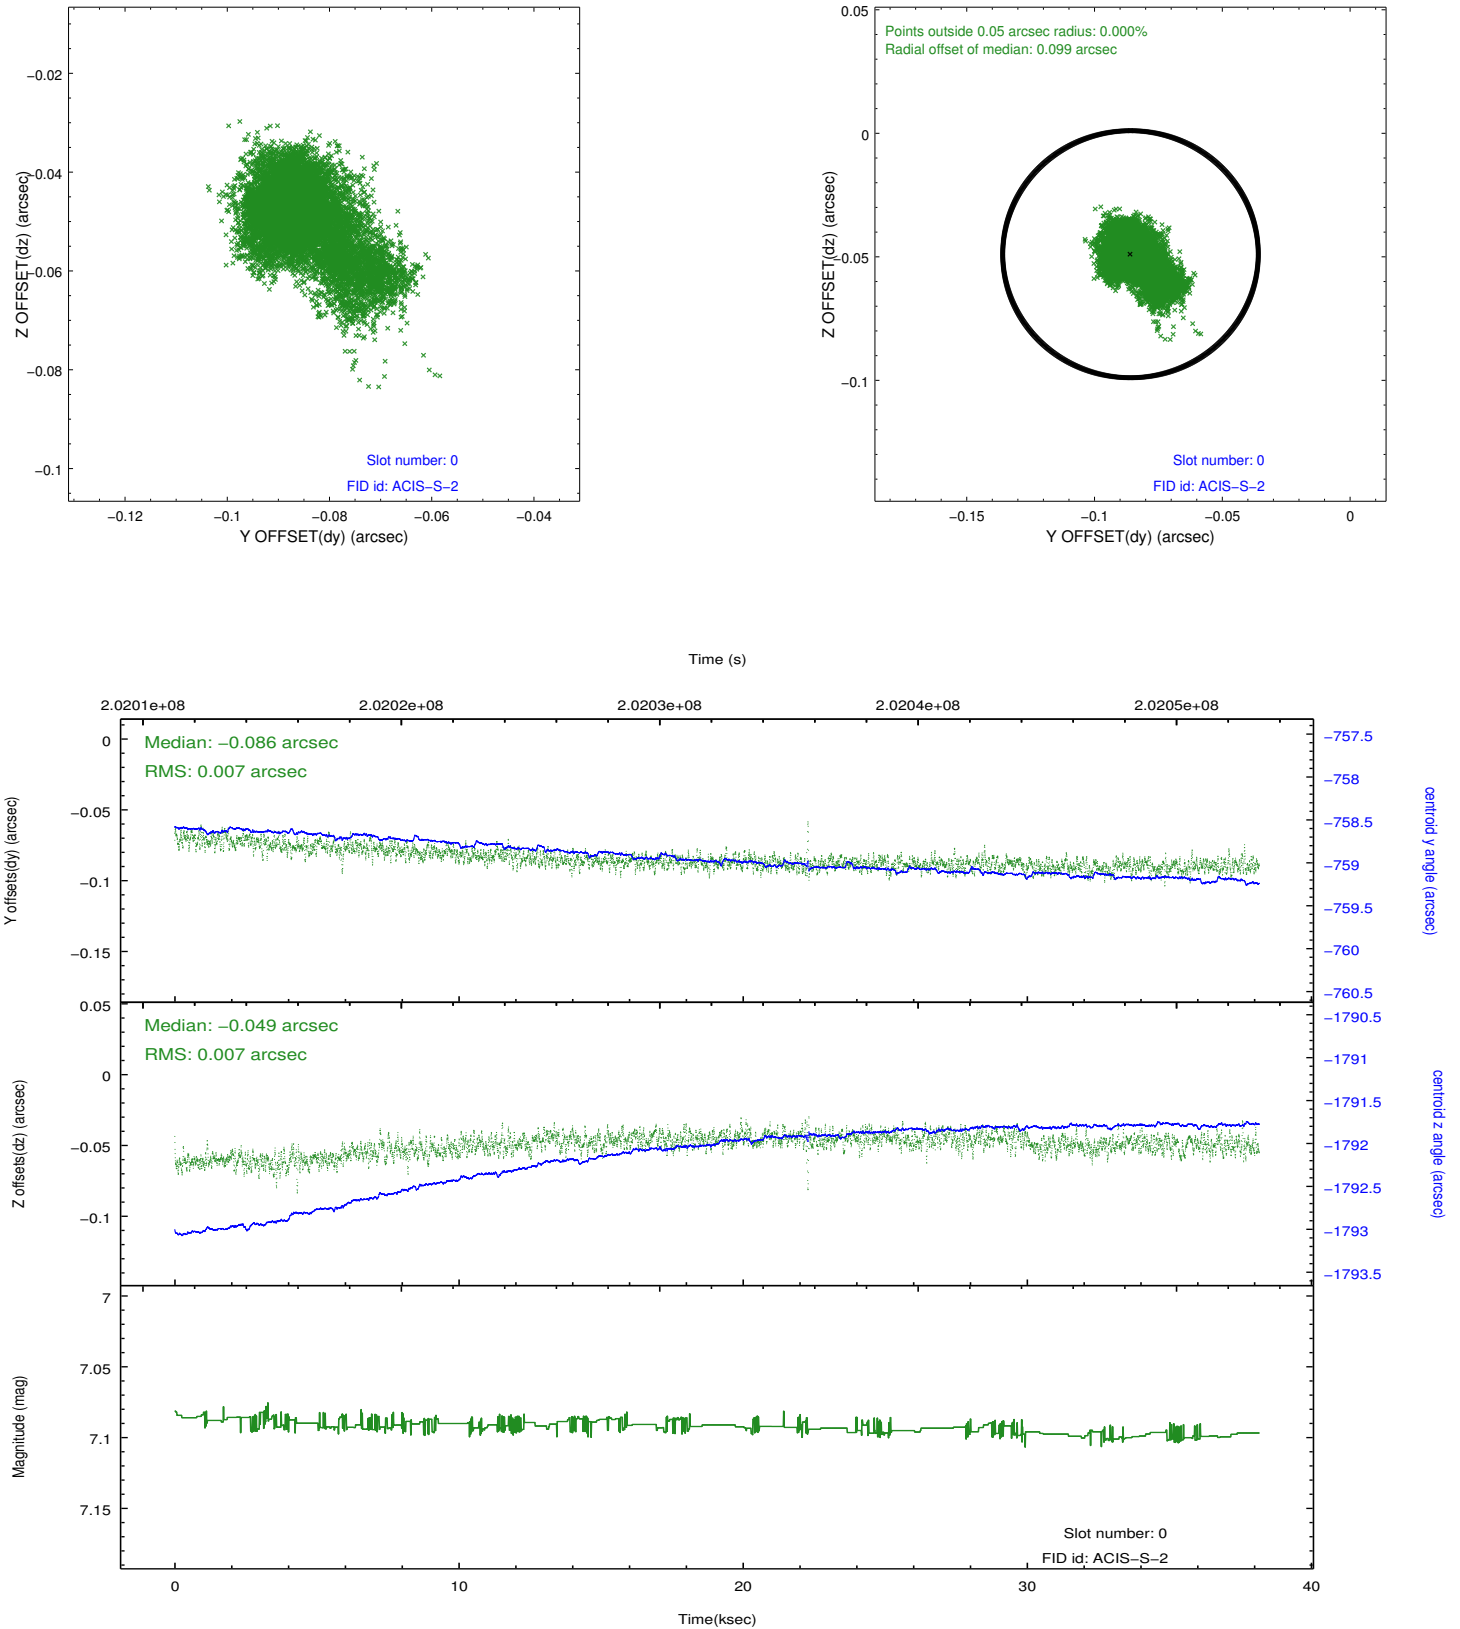 −0.02
−0.04
−0.06
−0.08
−0.1
Z OFFSET(dz) (arcsec)
Slot number: 0
FID id: ACIS−S−2
−0.12
−0.1
−0.08
−0.06
−0.04
Y OFFSET(dy) (arcsec)
0.05
0
−0.05
−0.1
Z OFFSET(dz) (arcsec)
Points outside 0.05 arcsec radius: 0.000%
Radial offset of median: 0.099 arcsec
Slot number: 0
FID id: ACIS−S−2
−0.15
−0.1
−0.05
0
Y OFFSET(dy) (arcsec)
Time (s)
2.0201e+08
2.0202e+08
2.0203e+08
2.0204e+08
2.0205e+08
Y offsets(dy) (arcsec)
0
−0.05
−0.1
−0.15
Median: −0.086 arcsec
RMS: 0.007 arcsec
−757.5
−758
−758.5
−759
−759.5
−760
−760.5
centroid y angle (arcsec)
Z offsets(dz) (arcsec)
0.05
0
−0.05
−0.1
Median: −0.049 arcsec
RMS: 0.007 arcsec
−1790.5
−1791
−1791.5
−1792
−1792.5
−1793
−1793.5
centroid z angle (arcsec)
Magnitude (mag)
7
7.05
7.1
7.15
Slot number: 0
FID id: ACIS−S−2
0
10
20
30
40
Time(ksec)